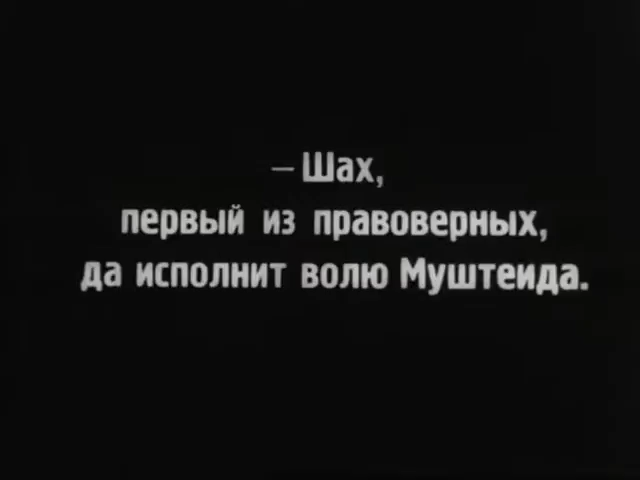 – Шах,
первый из правоверных,
да исполнит волю Муштеида.